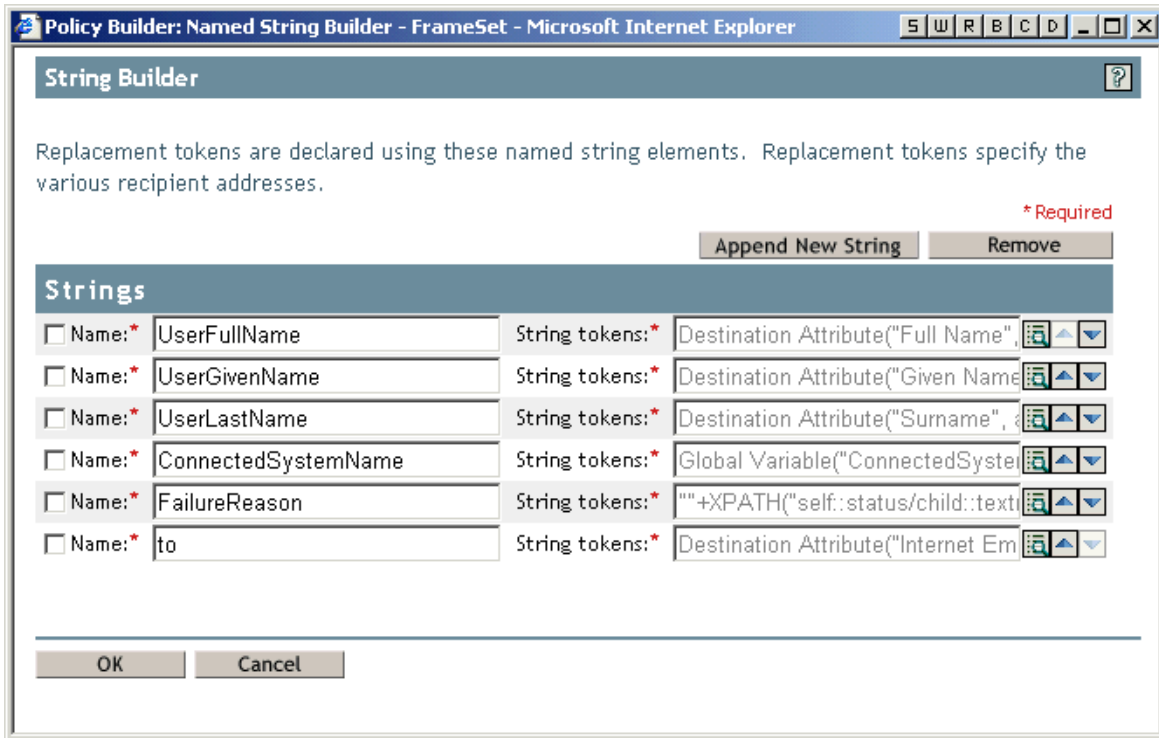 Policy Builder: Named String Builder - FrameSet - Microsoft Internet Explorer S W R B C D
String Builder ?
Replacement tokens are declared using these named string elements. Replacement tokens specify the
various recipient addresses.
* Required
Append New String Remove
Strings
Name:* UserFullName String tokens:* Destination Attribute("Full Name",
Name:* UserGivenName String tokens:* Destination Attribute("Given Name
Name:* UserLastName String tokens:* Destination Attribute("Surname", a
Name:* ConnectedSystemName String tokens:* Global Variable("ConnectedSyster
Name:* FailureReason String tokens:* ""+XPATH("self::status/child::text(
Name:* to String tokens:* Destination Attribute("Internet Em
OK Cancel